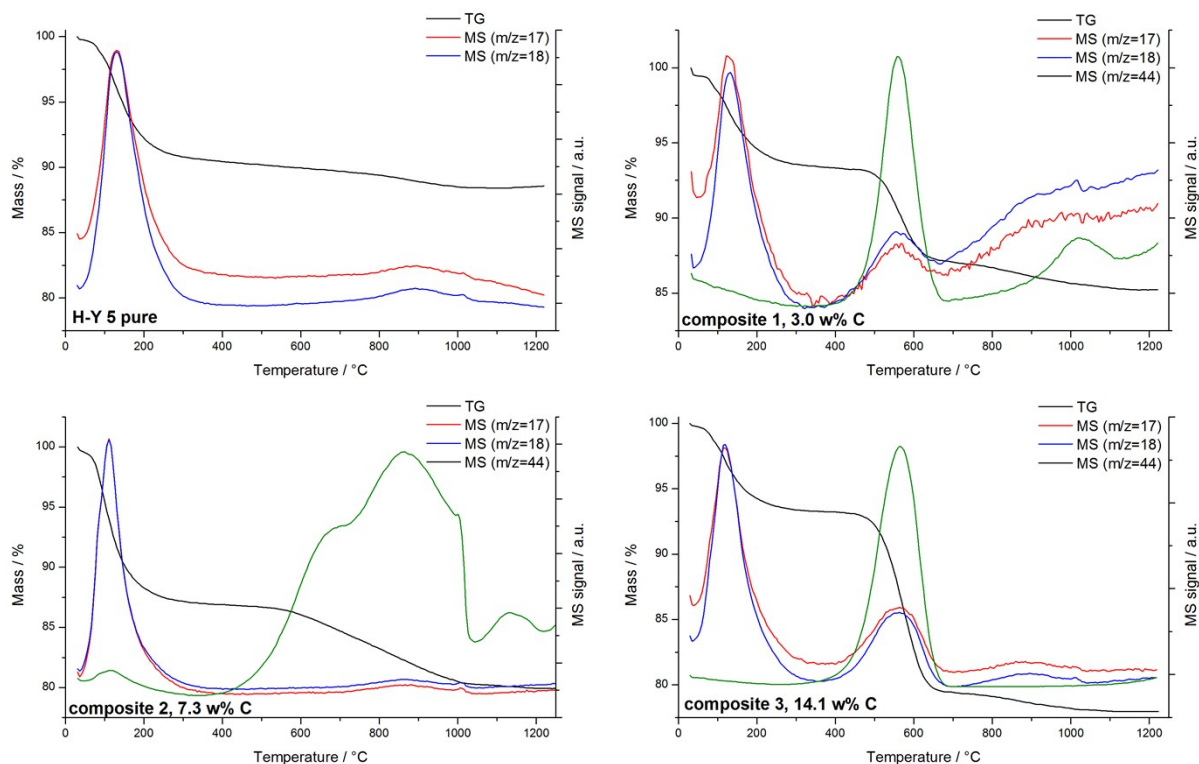 TG
MS (m/z=17)
MS (m/z=18)
100
95
90
85
80
Mass / %
MS signal / a.u.
H-Y 5 pure
0 200 400 600 800 1000 1200
Temperature / °C
TG
MS (m/z=17)
MS (m/z=18)
MS (m/z=44)
100
95
90
85
Mass / %
MS signal / a.u.
composite 1, 3.0 w% C
0 200 400 600 800 1000 1200
Temperature / °C
TG
MS (m/z=17)
MS (m/z=18)
MS (m/z=44)
100
95
90
85
80
Mass / %
MS signal / a.u.
composite 2, 7.3 w% C
0 200 400 600 800 1000 1200
Temperature / °C
TG
MS (m/z=17)
MS (m/z=18)
MS (m/z=44)
100
95
90
85
80
Mass / %
MS signal / a.u.
composite 3, 14.1 w% C
0 200 400 600 800 1000 1200
Temperature / °C